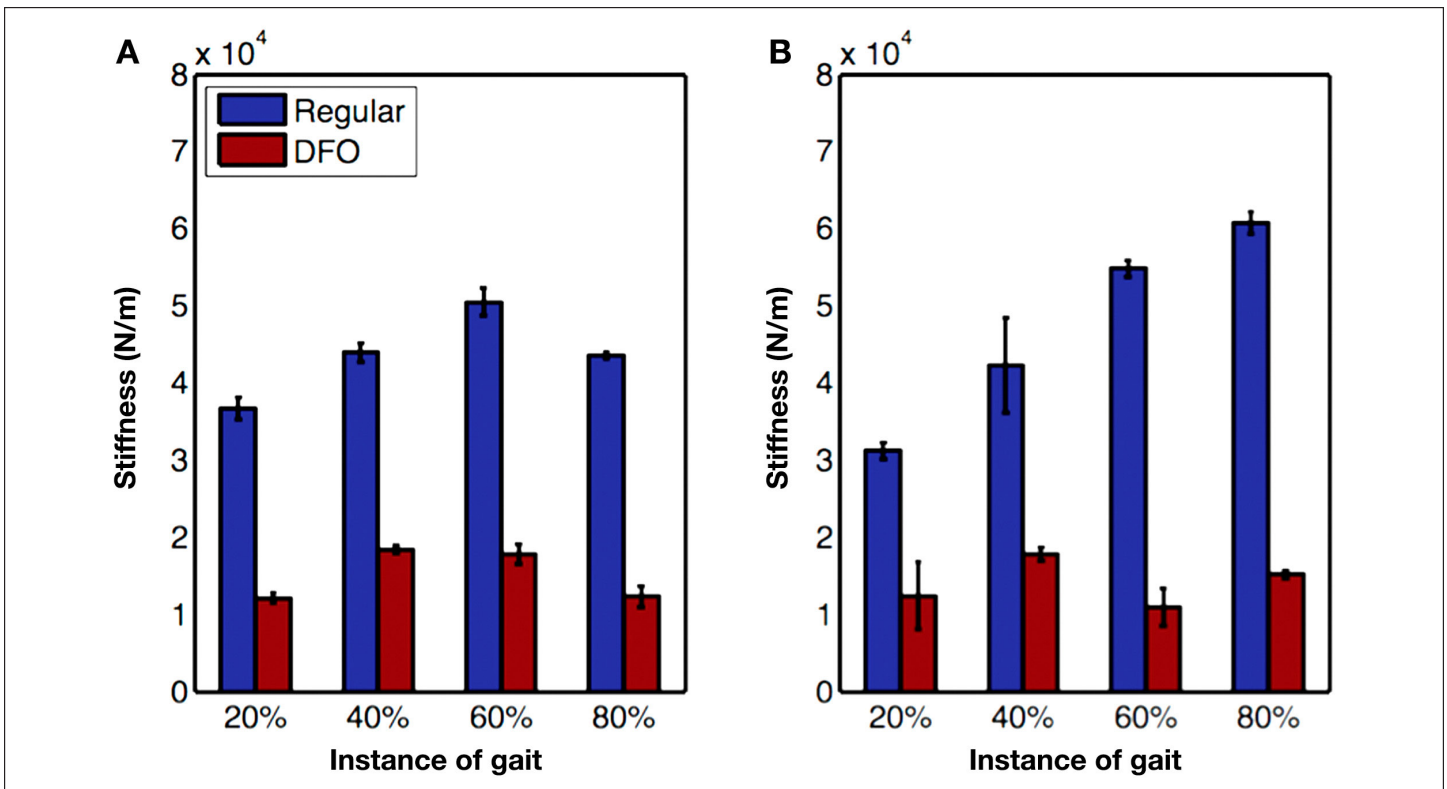 A
x 10^4
8
7
6
5
4
3
2
1
0
Stiffness (N/m)
Regular
DFO
20% 40% 60% 80%
Instance of gait
B
x 10^4
8
7
6
5
4
3
2
1
0
Stiffness (N/m)
20% 40% 60% 80%
Instance of gait